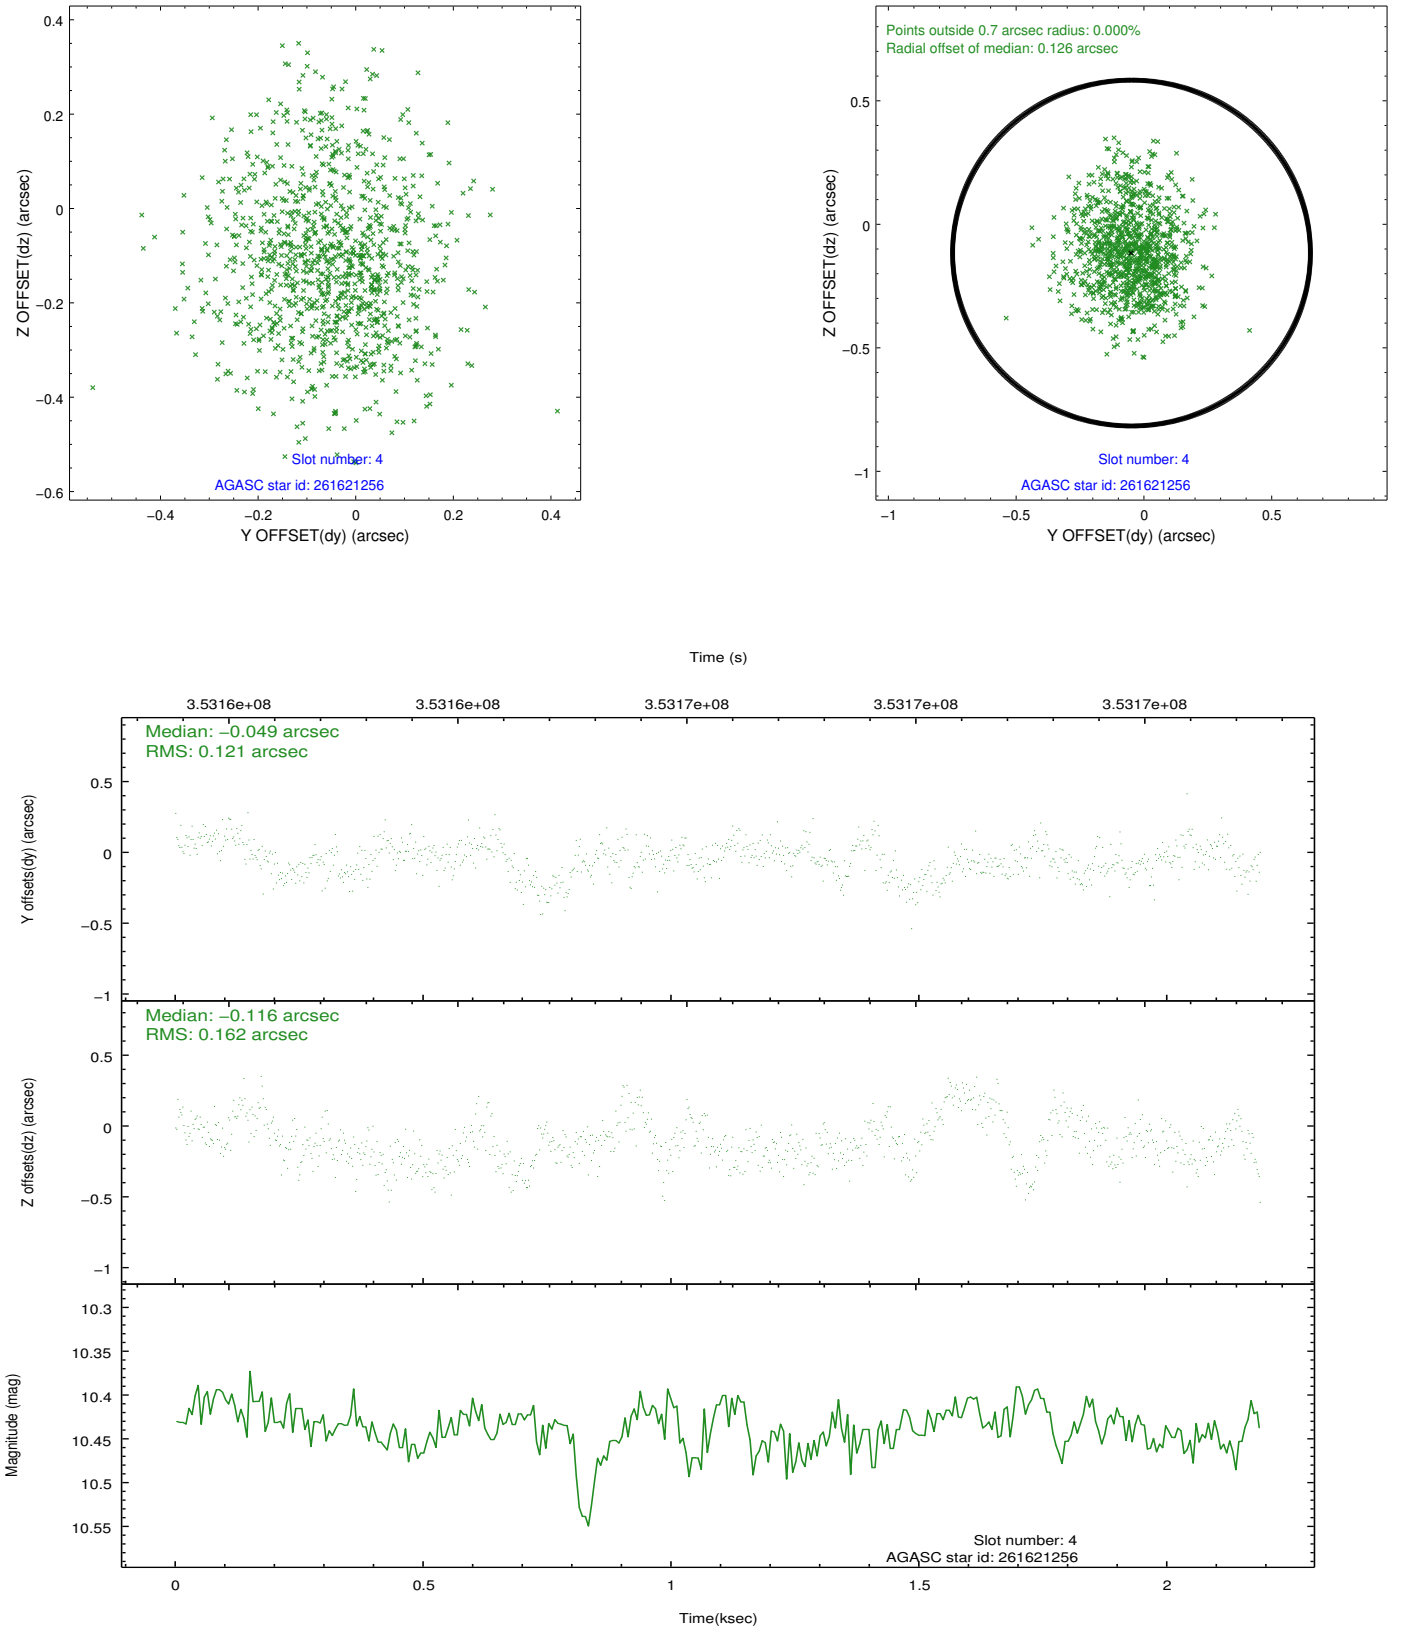 0.4
0.2
0
−0.2
−0.4
−0.6
Z OFFSET(dz) (arcsec)
Slot number: 4
AGASC star id: 261621256
−0.4
−0.2
0
0.2
0.4
Y OFFSET(dy) (arcsec)
Points outside 0.7 arcsec radius: 0.000%
Radial offset of median: 0.126 arcsec
0.5
0
−0.5
−1
Z OFFSET(dz) (arcsec)
Slot number: 4
AGASC star id: 261621256
−1
−0.5
0
0.5
Y OFFSET(dy) (arcsec)
Time (s)
3.5316e+08
3.5316e+08
3.5317e+08
3.5317e+08
3.5317e+08
Median: −0.049 arcsec
RMS: 0.121 arcsec
0.5
0
−0.5
−1
Y offsets(dy) (arcsec)
Median: −0.116 arcsec
RMS: 0.162 arcsec
0.5
0
−0.5
−1
Z offsets(dz) (arcsec)
10.3
10.35
10.4
10.45
10.5
10.55
Magnitude (mag)
Slot number: 4
AGASC star id: 261621256
0
0.5
1
1.5
2
Time(ksec)